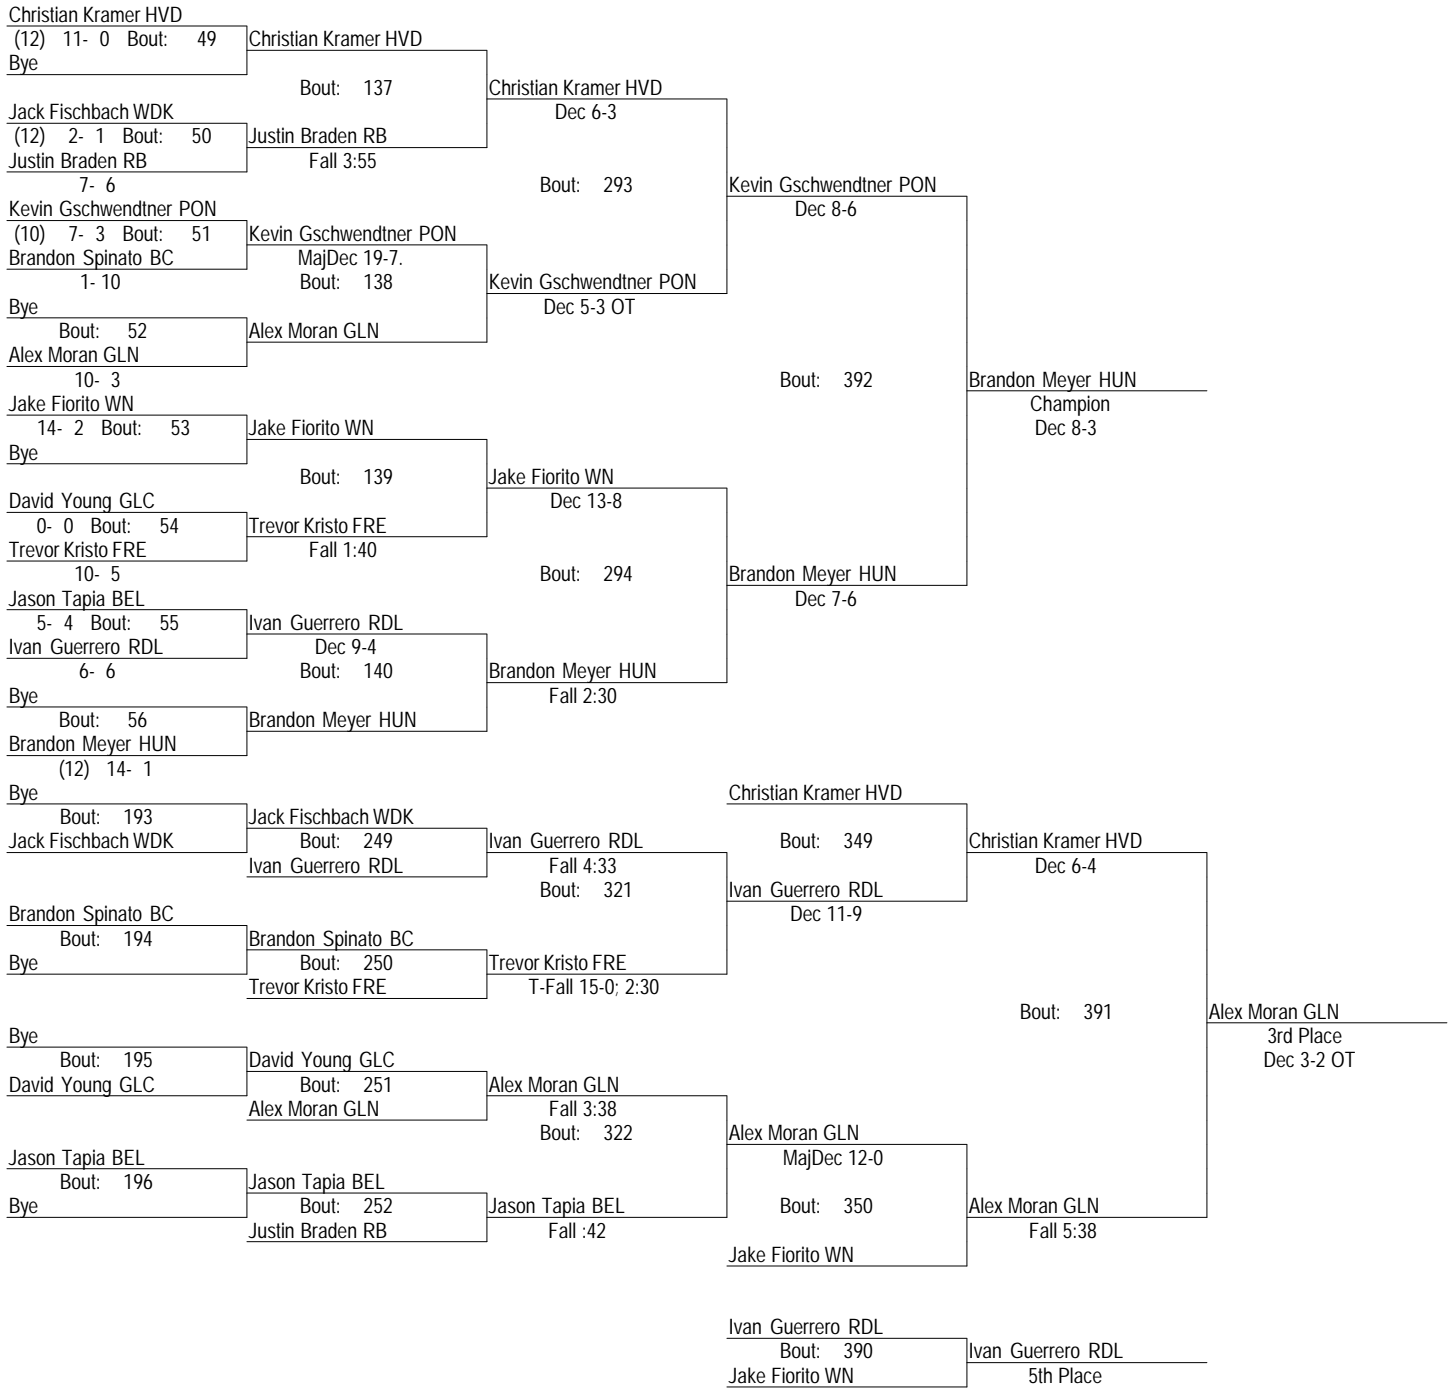 Christian Kramer HVD
(12) 11- 0 Bout: 49 Christian Kramer HVD
Bye
Bout: 137 Christian Kramer HVD
Jack Fischbach WDK Dec 6-3
(12) 2- 1 Bout: 50 Justin Braden RB
Justin Braden RB Fall 3:55
7- 6 Bout: 293 Kevin Gschwendtner PON
Kevin Gschwendtner PON Dec 8-6
(10) 7- 3 Bout: 51 Kevin Gschwendtner PON
Brandon Spinato BC MajDec 19-7.
1- 10 Bout: 138 Kevin Gschwendtner PON
Bye Dec 5-3 OT
Bout: 52 Alex Moran GLN
Alex Moran GLN
10- 3 Bout: 392 Brandon Meyer HUN
Jake Fiorito WN Champion
14- 2 Bout: 53 Jake Fiorito WN Dec 8-3
Bye
Bout: 139 Jake Fiorito WN
David Young GLC Dec 13-8
0- 0 Bout: 54 Trevor Kristo FRE
Trevor Kristo FRE Fall 1:40
10- 5 Bout: 294 Brandon Meyer HUN
Jason Tapia BEL Dec 7-6
5- 4 Bout: 55 Ivan Guerrero RDL
Ivan Guerrero RDL Dec 9-4
6- 6 Bout: 140 Brandon Meyer HUN
Bye Fall 2:30
Bout: 56 Brandon Meyer HUN
Brandon Meyer HUN
(12) 14- 1
Bye Christian Kramer HVD
Bout: 193 Jack Fischbach WDK
Jack Fischbach WDK Bout: 249 Ivan Guerrero RDL Bout: 349 Christian Kramer HVD
Ivan Guerrero RDL Fall 4:33 Dec 6-4
Bout: 321 Ivan Guerrero RDL
Brandon Spinato BC Dec 11-9
Bout: 194 Brandon Spinato BC
Bye Bout: 250 Trevor Kristo FRE
Trevor Kristo FRE T-Fall 15-0; 2:30
Bout: 391 Alex Moran GLN
Bye 3rd Place
Bout: 195 David Young GLC Dec 3-2 OT
David Young GLC Bout: 251 Alex Moran GLN
Alex Moran GLN Fall 3:38
Bout: 322 Alex Moran GLN
Jason Tapia BEL MajDec 12-0
Bout: 196 Jason Tapia BEL
Bye Bout: 252 Jason Tapia BEL Bout: 350 Alex Moran GLN
Justin Braden RB Fall :42 Fall 5:38
Jake Fiorito WN
Ivan Guerrero RDL
Bout: 390 Ivan Guerrero RDL
Jake Fiorito WN 5th Place